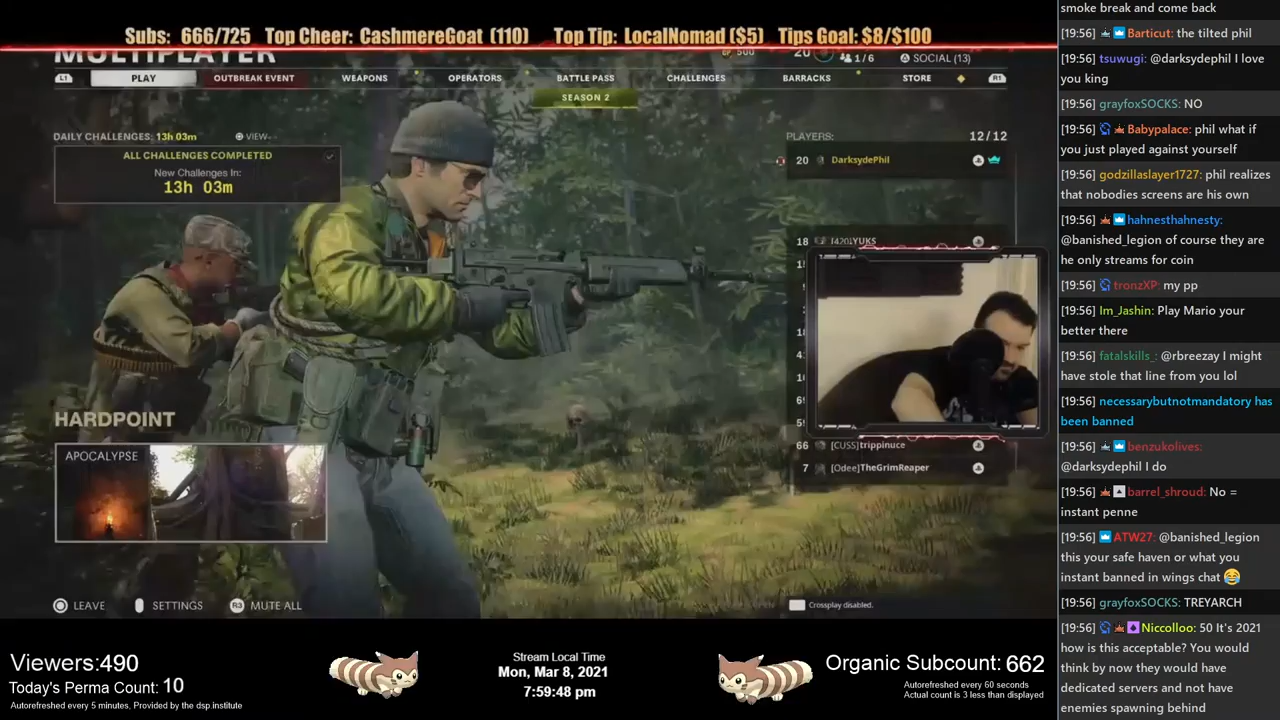 Subs: 666/725 Top Cheer: CashmereGoat (110) Top Tip: LocalNomad ($5) Tips Goal: $8/$100
MULTIPLAYER
500
20
1/6
SOCIAL (13)
L1 PLAY OUTBREAK EVENT WEAPONS OPERATORS BATTLE PASS CHALLENGES BARRACKS STORE R1
SEASON 2
DAILY CHALLENGES: 13h 03m VIEW
ALL CHALLENGES COMPLETED
New Challenges In:
13h 03m
PLAYERS: 12/12
20 DarksydePhil
18 [420]YUKS
66 [CUSS]trippinuce
7 [Odee]TheGrimReaper
HARDPOINT
APOCALYPSE
LEAVE SETTINGS R3 MUTE ALL
Crossplay disabled.
Viewers:490
Today's Perma Count: 10
Autorefreshed every 5 minutes, Provided by the dsp.institute
Stream Local Time
Mon, Mar 8, 2021
7:59:48 pm
Organic Subcount: 662
Autorefreshed every 60 seconds
Actual count is 3 less than displayed
smoke break and come back
[19:56] Barticut: the tilted phil
[19:56] tsuwugi: @darksydephil I love
you king
[19:56] grayfoxSOCKS: NO
[19:56] Babypalace: phil what if
you just played against yourself
[19:56] godzillaslayer1727: phil realizes
that nobodies screens are his own
[19:56] hahnesthahnesty:
@banished_legion of course they are
he only streams for coin
[19:56] tronzXP: my pp
[19:56] Im_Jashin: Play Mario your
better there
[19:56] fatalskills_: @rbreezay I might
have stole that line from you lol
necessarybutnotmandatory has
been banned
[19:56] benzukolives:
@darksydephil I do
[19:56] barrel_shroud: No =
instant penne
[19:56] ATW27: @banished_legion
this your safe haven or what you
instant banned in wings chat 😂
[19:56] grayfoxSOCKS: TREYARCH
[19:56] Niccolloo: 50 It's 2021
how is this acceptable? You would
think by now they would have
dedicated servers and not have
enemies spawning behind